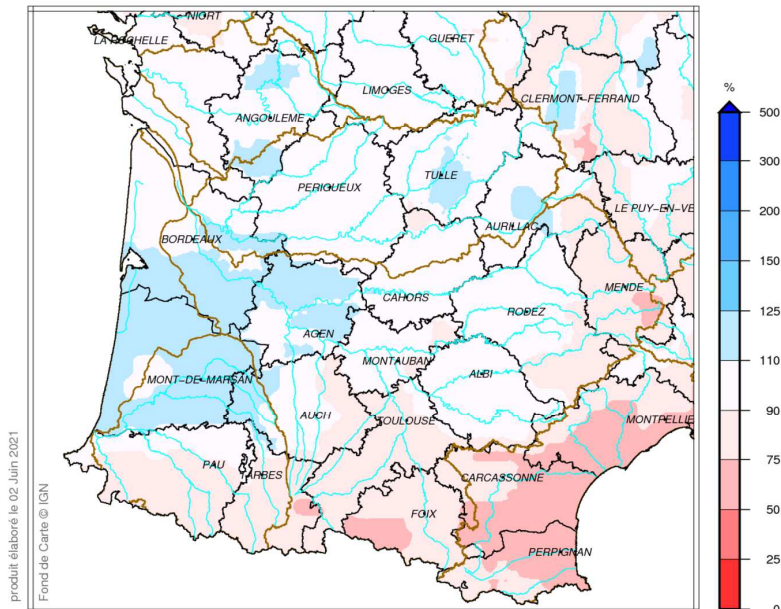 NIORT
LA ROCHELLE
GUERET
LIMOGES
CLERMONT-FERRAND
ANGOULEME
PERIGUEUX
TULLE
LE PUY-EN-VE
AURILLAC
BORDEAUX
MENDE
CAHORS
RODEZ
AGEN
MONTAUBAN
ALBI
MONT-DE-MARSAN
AUCH
TOULOUSE
MONTPELLIE
PAU
TARBES
CARCASSONNE
FOIX
PERPIGNAN
%
500
300
200
150
125
110
90
75
50
25
0
produit élaboré le 02 Juin 2021
Fond de Carte © IGN